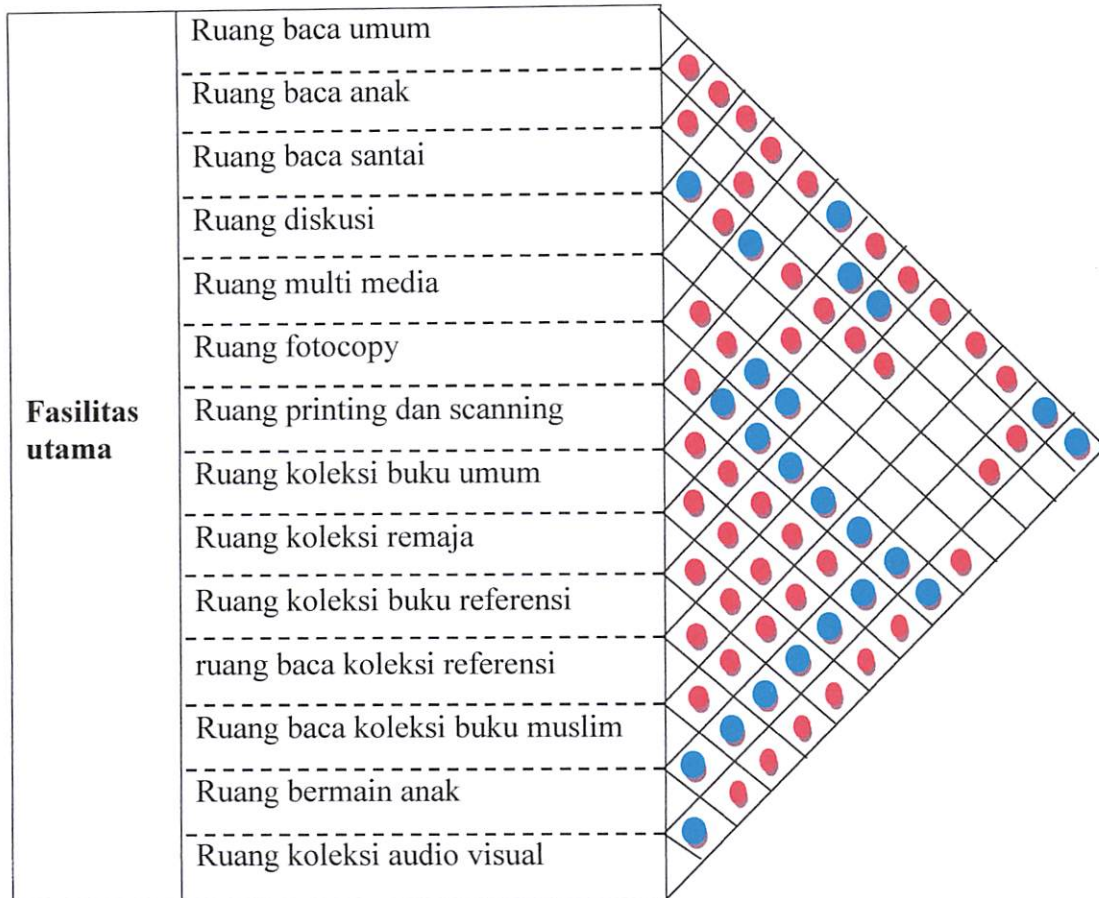 Fasilitas
utama
Ruang baca umum
Ruang baca anak
Ruang baca santai
Ruang diskusi
Ruang multi media
Ruang fotocopy
Ruang printing dan scanning
Ruang koleksi buku umum
Ruang koleksi remaja
Ruang koleksi buku referensi
ruang baca koleksi referensi
Ruang baca koleksi buku muslim
Ruang bermain anak
Ruang koleksi audio visual